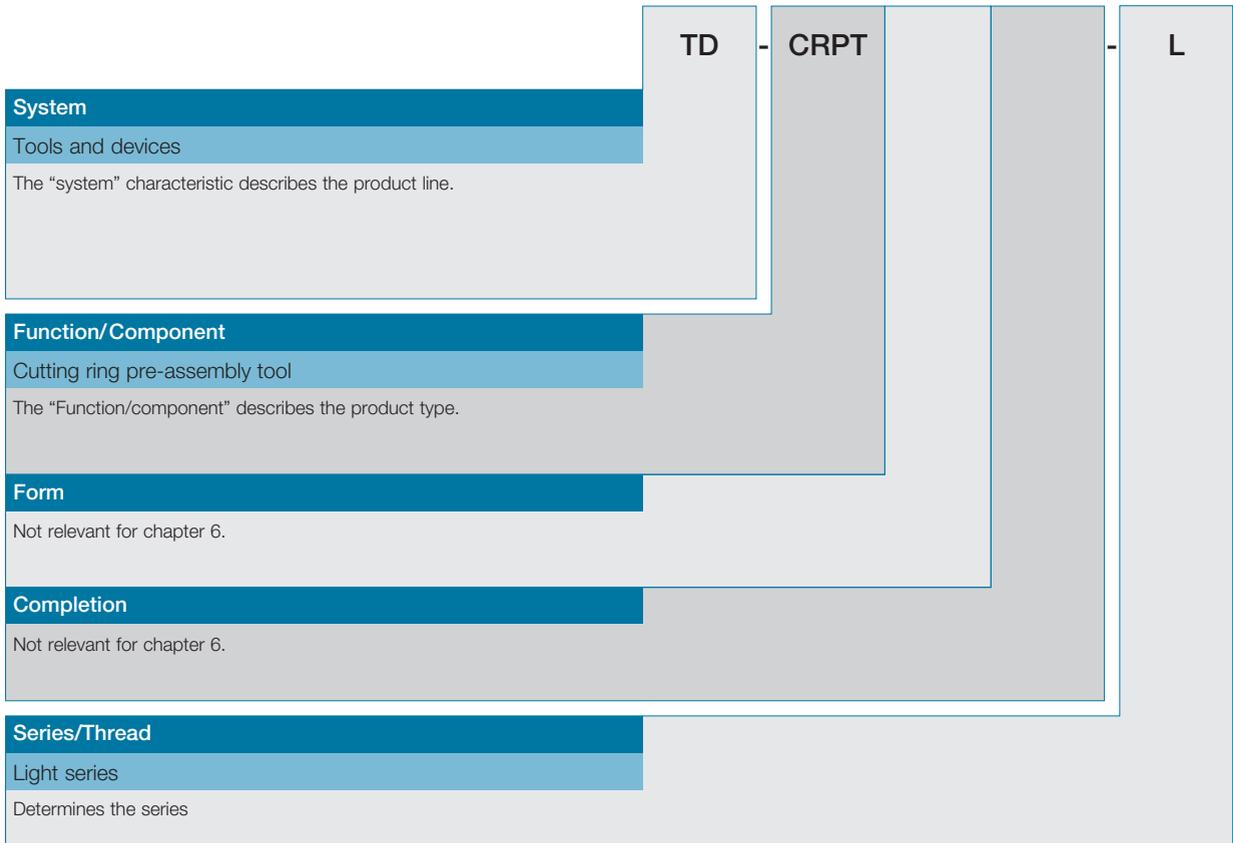 TD - CRPT - L
System
Tools and devices
The “system” characteristic describes the product line.
Function/Component
Cutting ring pre-assembly tool
The “Function/component” describes the product type.
Form
Not relevant for chapter 6.
Completion
Not relevant for chapter 6.
Series/Thread
Light series
Determines the series